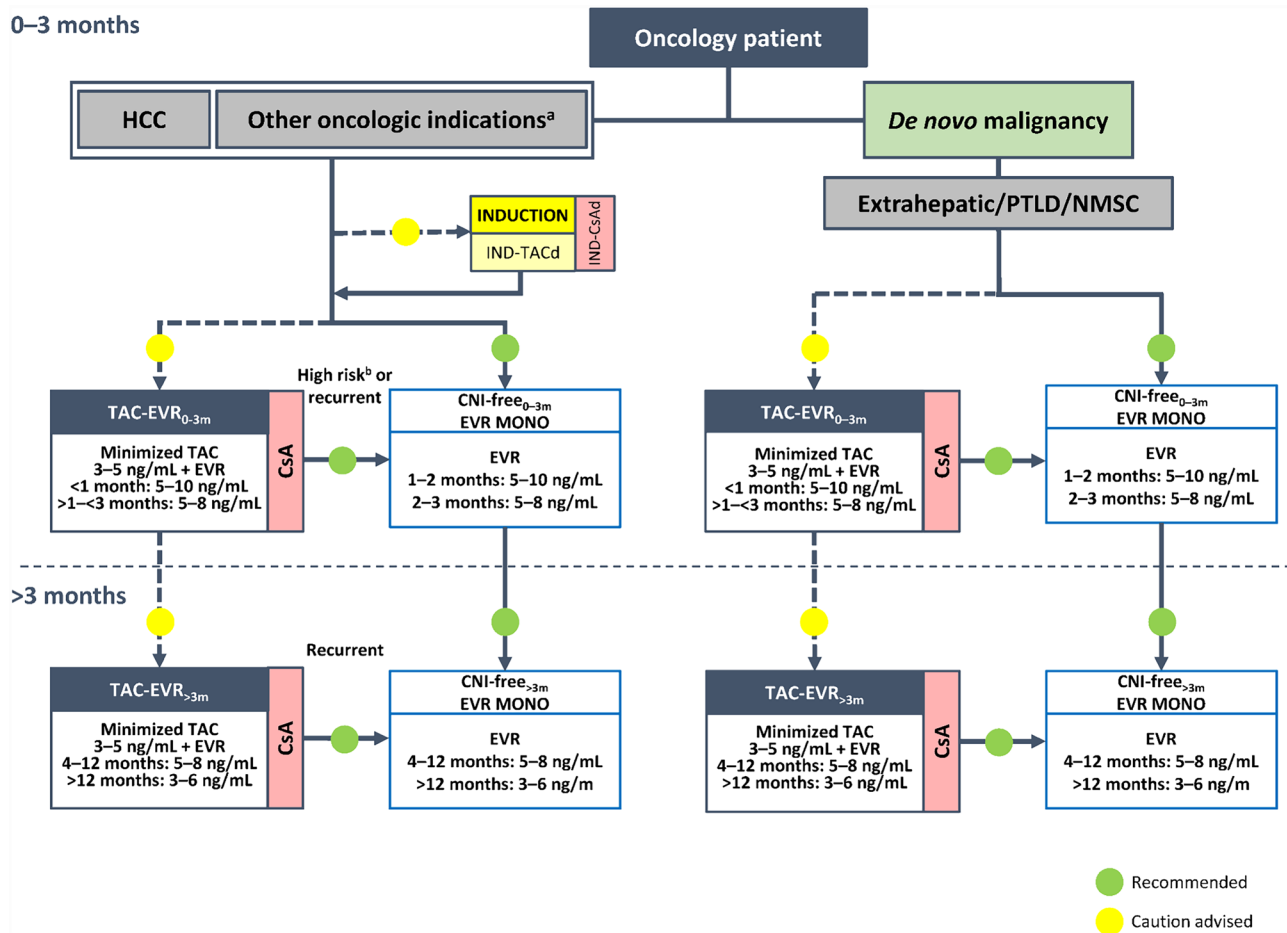 0–3 months
Oncology patient
HCC
Other oncologic indicationsᵃ
De novo malignancy
Extrahepatic/PTLD/NMSC
INDUCTION
IND-TACd
IND-CsAd
TAC-EVR₀₋₃ₘ
Minimized TAC
3–5 ng/mL + EVR
<1 month: 5–10 ng/mL
>1–<3 months: 5–8 ng/mL
CsA
High riskᵇ or
recurrent
CNI-free₀₋₃ₘ
EVR MONO
EVR
1–2 months: 5–10 ng/mL
2–3 months: 5–8 ng/mL
TAC-EVR₀₋₃ₘ
Minimized TAC
3–5 ng/mL + EVR
<1 month: 5–10 ng/mL
>1–<3 months: 5–8 ng/mL
CsA
CNI-free₀₋₃ₘ
EVR MONO
EVR
1–2 months: 5–10 ng/mL
2–3 months: 5–8 ng/mL
>3 months
TAC-EVR>₃ₘ
Minimized TAC
3–5 ng/mL + EVR
4–12 months: 5–8 ng/mL
>12 months: 3–6 ng/mL
CsA
Recurrent
CNI-free>₃ₘ
EVR MONO
EVR
4–12 months: 5–8 ng/mL
>12 months: 3–6 ng/m
TAC-EVR>₃ₘ
Minimized TAC
3–5 ng/mL + EVR
4–12 months: 5–8 ng/mL
>12 months: 3–6 ng/mL
CsA
CNI-free>₃ₘ
EVR MONO
EVR
4–12 months: 5–8 ng/mL
>12 months: 3–6 ng/m
Recommended
Caution advised